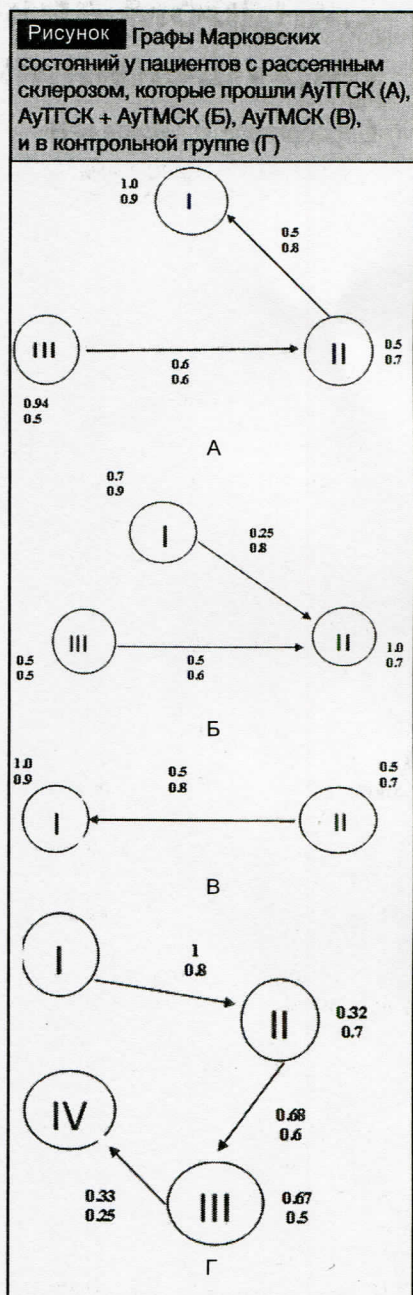 Рисунок Графы Марковских
состояний у пациентов с рассеянным
склерозом, которые прошли АуТГСК (А),
АуТГСК + АуТМСК (Б), АуТМСК (В),
и в контрольной группе (Г)
1.0
0.9
I
0.5
0.8
III
0.6
0.6
II
0.5
0.7
0.94
0.5
А
0.7
0.9
I
0.25
0.8
III
0.5
0.5
0.5
0.6
II
1.0
0.7
Б
1.0
0.9
I
0.5
0.8
II
0.5
0.7
В
I
1
0.8
II
0.32
0.7
0.68
0.6
IV
0.33
0.25
III
0.67
0.5
Г